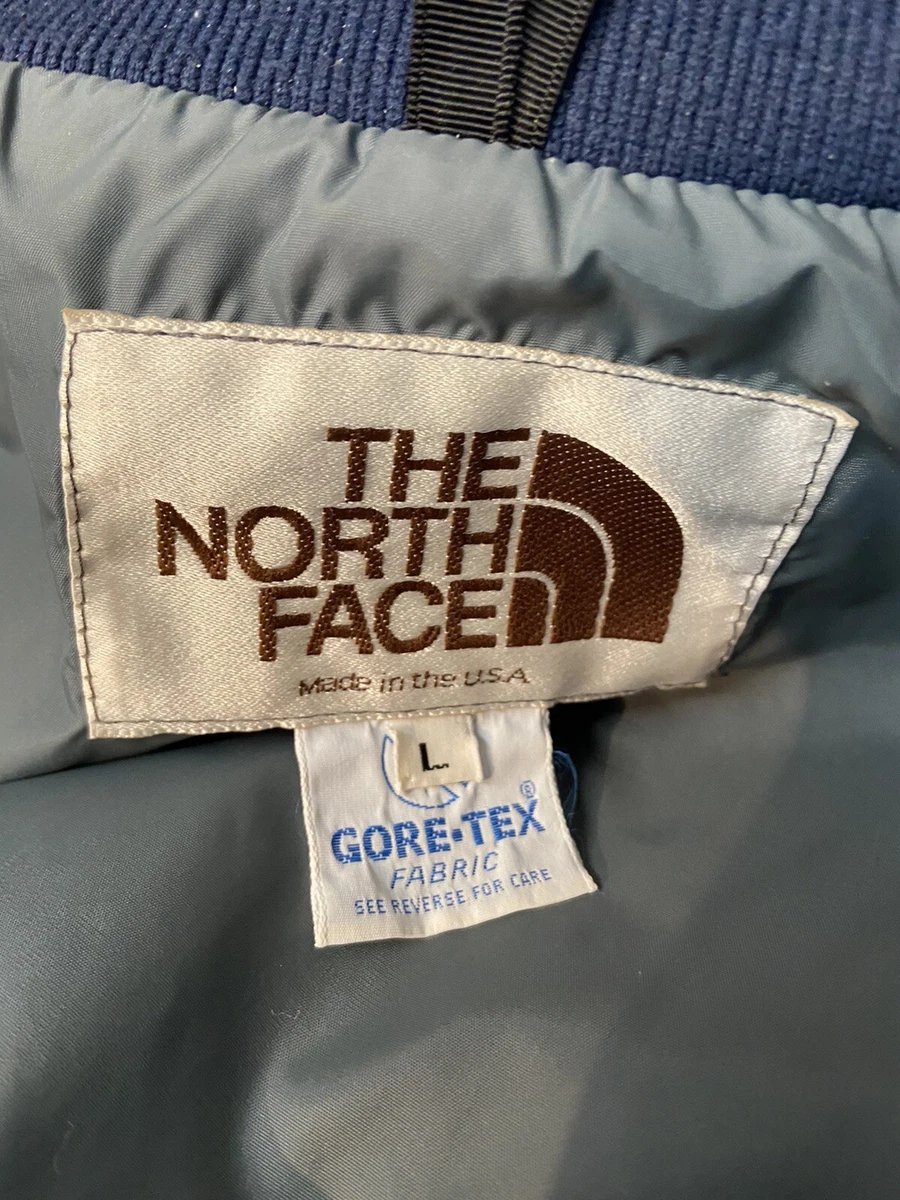 THE
NORTH
FACE
Made in the U.S.A.
L
GORE-TEX®
FABRIC
SEE REVERSE FOR CARE